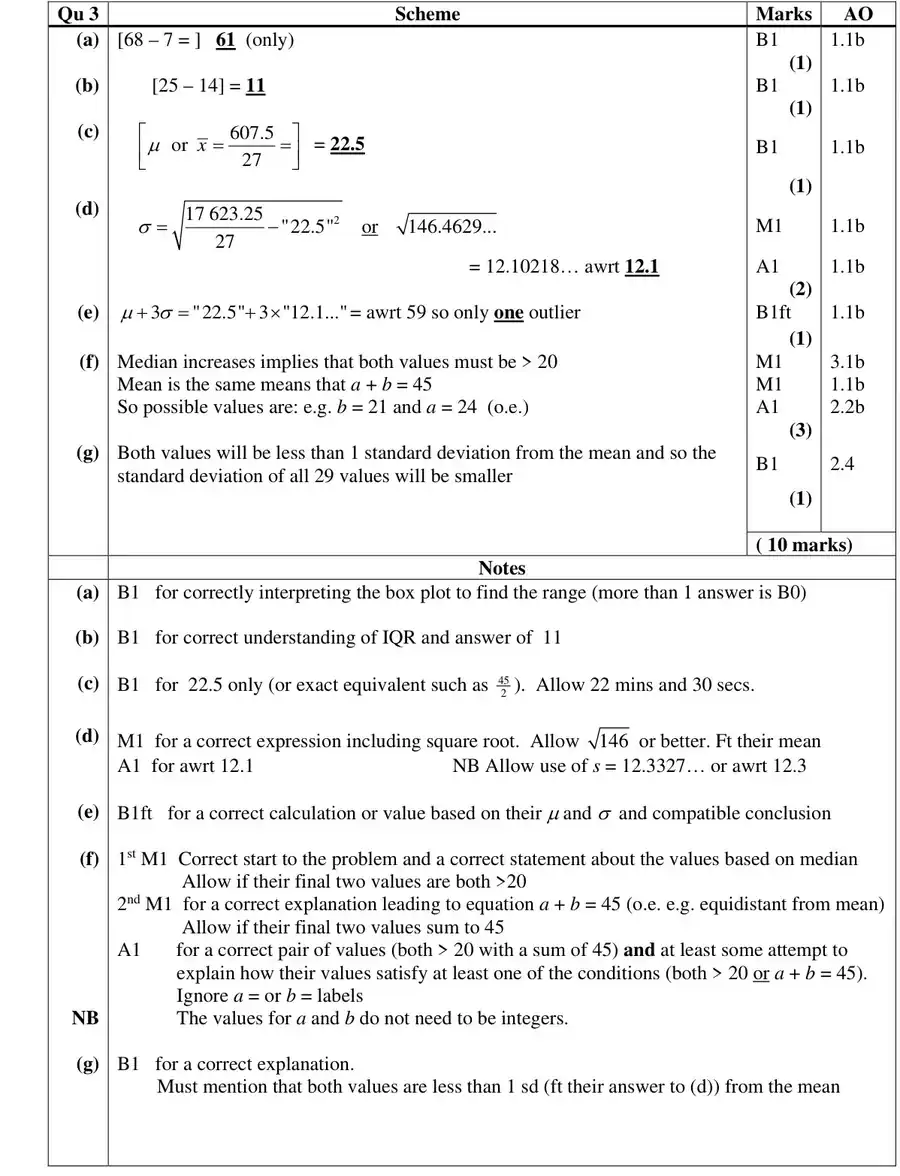 Qu 3 Scheme Marks AO
(a) [68 – 7 = ] 61 (only) B1 1.1b
(1)
(b) [25 – 14] = 11 B1 1.1b
(1)
(c) [ μ or x̄ = 607.5/27 = ] = 22.5 B1 1.1b
(1)
(d) σ = √(17 623.25/27 – "22.5"²) or √146.4629... M1 1.1b
= 12.10218… awrt 12.1 A1 1.1b
(2)
(e) μ + 3σ = "22.5" + 3 × "12.1..." = awrt 59 so only one outlier B1ft 1.1b
(1)
(f) Median increases implies that both values must be > 20 M1 3.1b
Mean is the same means that a + b = 45 M1 1.1b
So possible values are: e.g. b = 21 and a = 24 (o.e.) A1 2.2b
(3)
(g) Both values will be less than 1 standard deviation from the mean and so the
standard deviation of all 29 values will be smaller B1 2.4
(1)
( 10 marks)
Notes
(a) B1 for correctly interpreting the box plot to find the range (more than 1 answer is B0)
(b) B1 for correct understanding of IQR and answer of 11
(c) B1 for 22.5 only (or exact equivalent such as 45/2 ). Allow 22 mins and 30 secs.
(d) M1 for a correct expression including square root. Allow √146 or better. Ft their mean
A1 for awrt 12.1 NB Allow use of s = 12.3327… or awrt 12.3
(e) B1ft for a correct calculation or value based on their μ and σ and compatible conclusion
(f) 1st M1 Correct start to the problem and a correct statement about the values based on median
Allow if their final two values are both >20
2nd M1 for a correct explanation leading to equation a + b = 45 (o.e. e.g. equidistant from mean)
Allow if their final two values sum to 45
A1 for a correct pair of values (both > 20 with a sum of 45) and at least some attempt to
explain how their values satisfy at least one of the conditions (both > 20 or a + b = 45).
Ignore a = or b = labels
NB The values for a and b do not need to be integers.
(g) B1 for a correct explanation.
Must mention that both values are less than 1 sd (ft their answer to (d)) from the mean